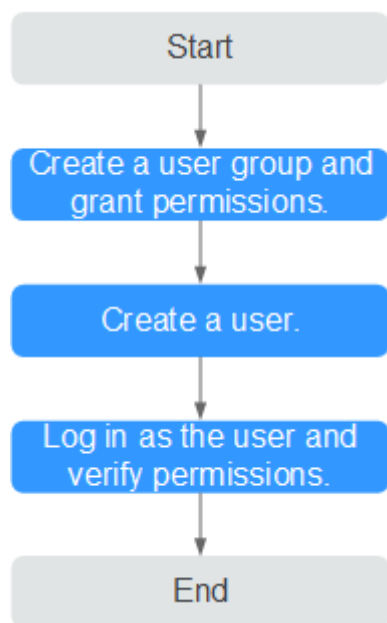 Start
Create a user group and
grant permissions.
Create a user.
Log in as the user and
verify permissions.
End